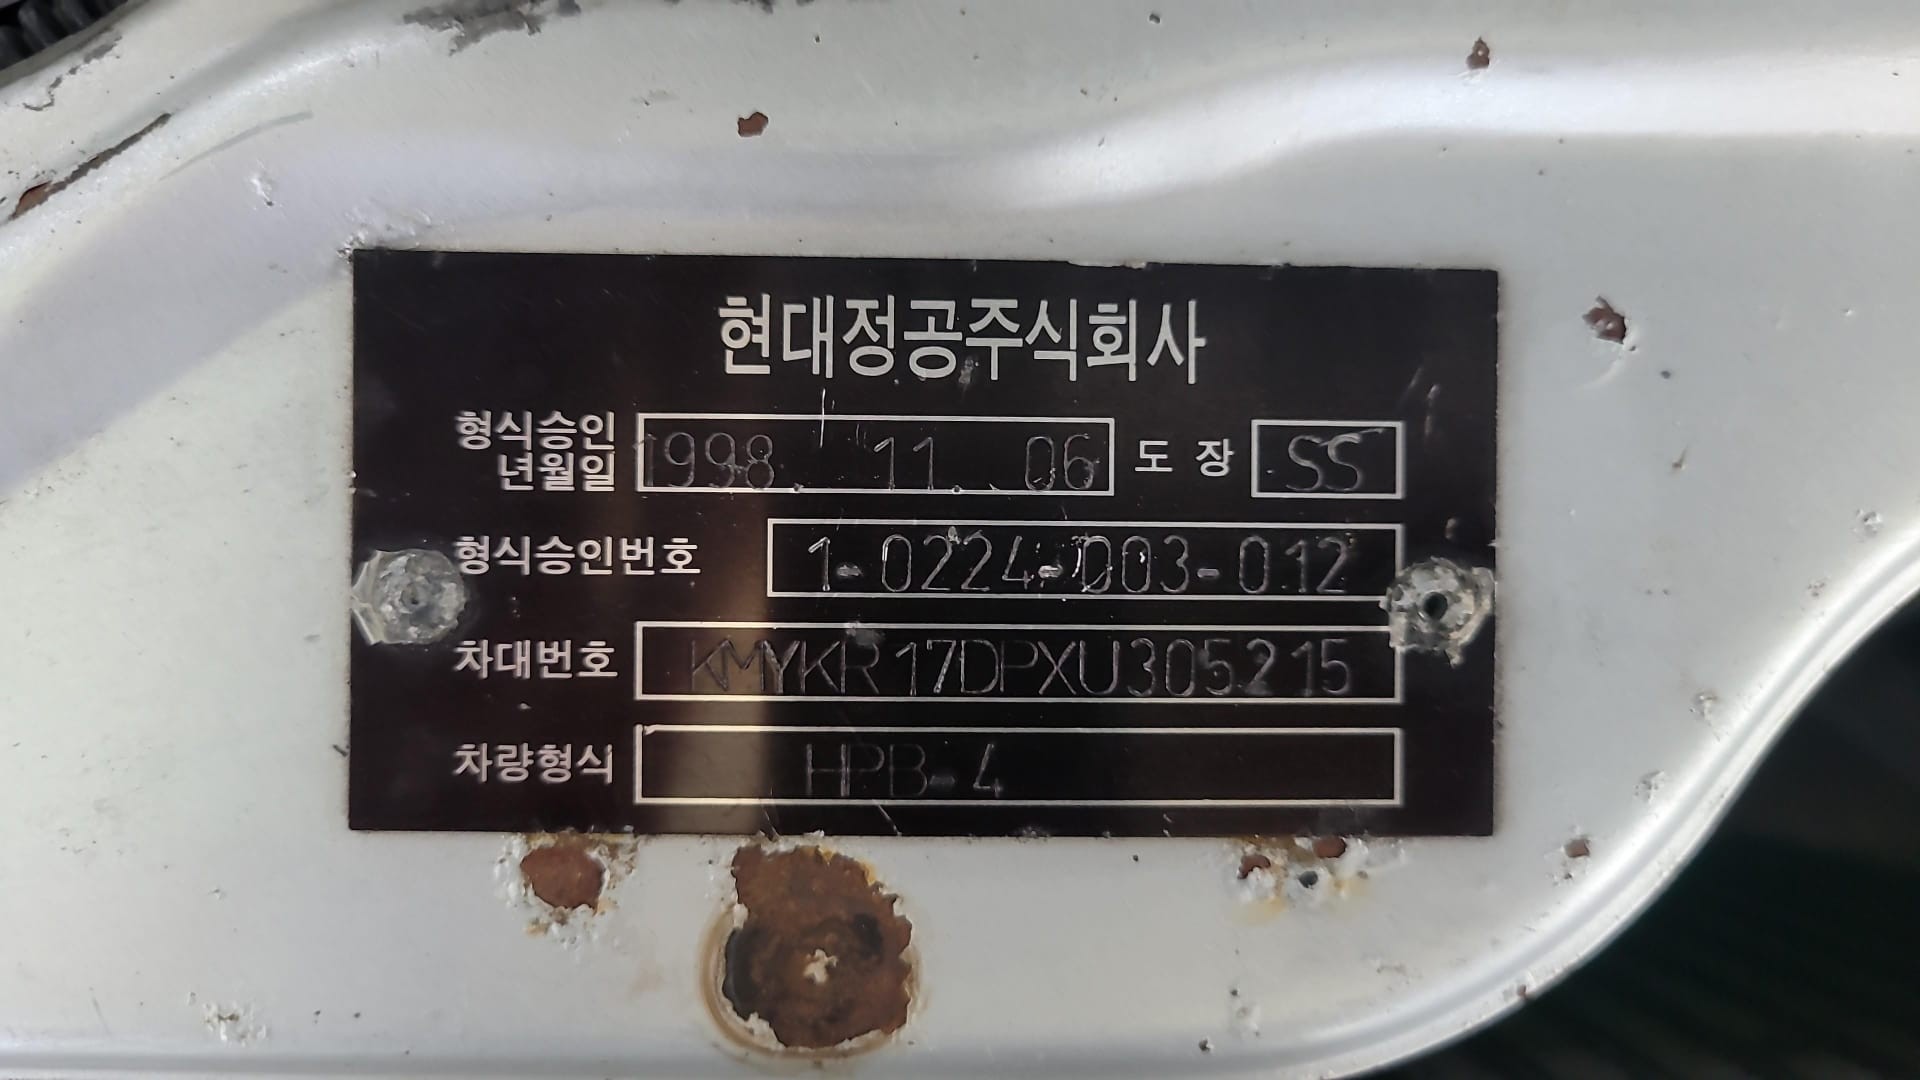 현대정공주식회사
형식승인
년월일 1998. 11. 06 도 장 SS
형식승인번호 1-0224-003-012
차대번호 KMYKR17DPXU305215
차량형식 HPB-4